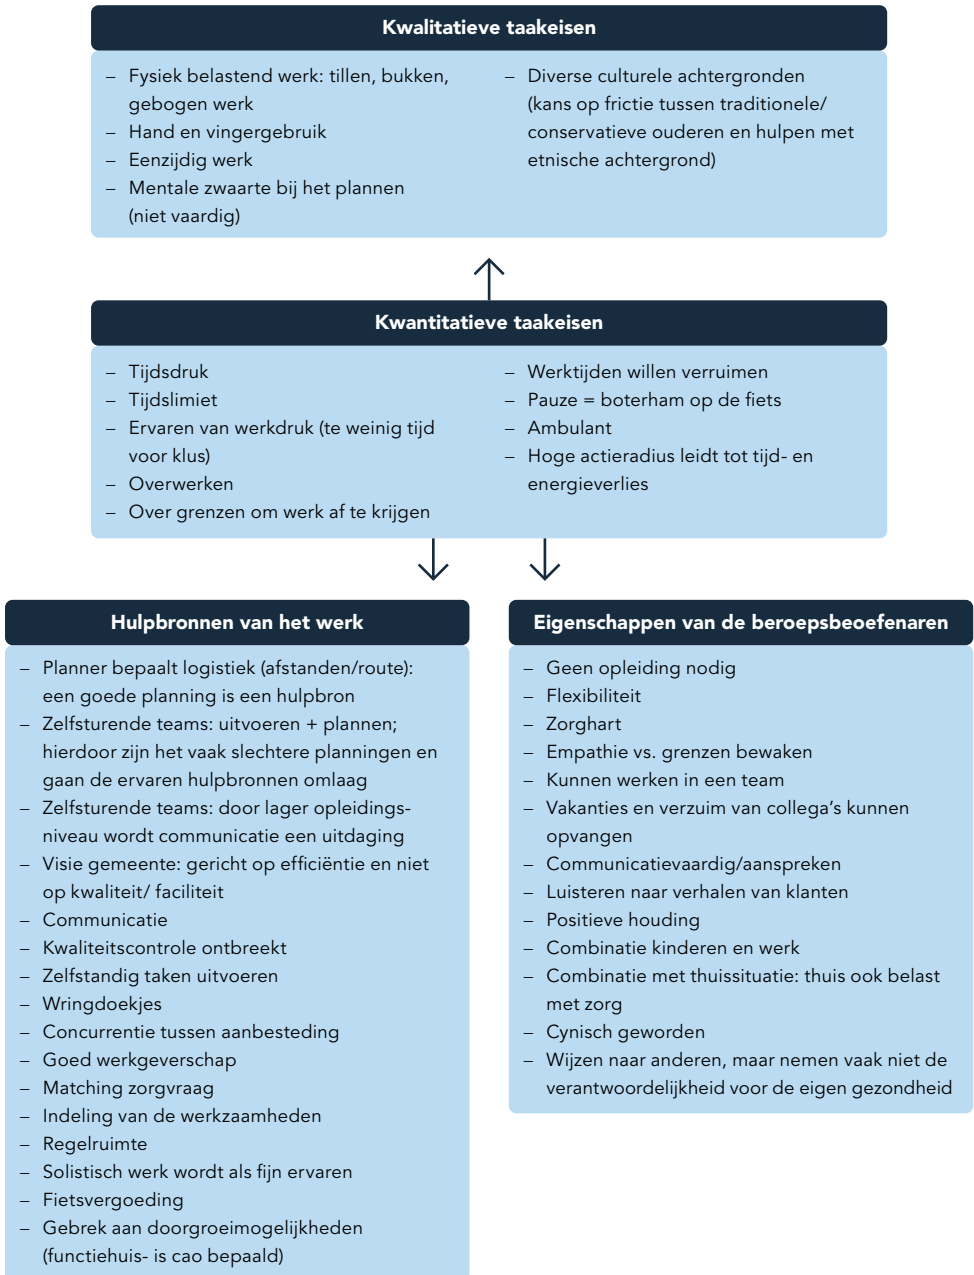 Kwalitatieve taakeisen
– Fysiek belastend werk: tillen, bukken,
gebogen werk
– Hand en vingergebruik
– Eenzijdig werk
– Mentale zwaarte bij het plannen
(niet vaardig)
– Diverse culturele achtergronden
(kans op frictie tussen traditionele/
conservatieve ouderen en hulpen met
etnische achtergrond)
Kwantitatieve taakeisen
– Tijdsdruk
– Tijdslimiet
– Ervaren van werkdruk (te weinig tijd
voor klus)
– Overwerken
– Over grenzen om werk af te krijgen
– Werktijden willen verruimen
– Pauze = boterham op de fiets
– Ambulant
– Hoge actieradius leidt tot tijd- en
energieverlies
Hulpbronnen van het werk
– Planner bepaalt logistiek (afstanden/route):
een goede planning is een hulpbron
– Zelfsturende teams: uitvoeren + plannen;
hierdoor zijn het vaak slechtere planningen en
gaan de ervaren hulpbronnen omlaag
– Zelfsturende teams: door lager opleidings-
niveau wordt communicatie een uitdaging
– Visie gemeente: gericht op efficiëntie en niet
op kwaliteit/ faciliteit
– Communicatie
– Kwaliteitscontrole ontbreekt
– Zelfstandig taken uitvoeren
– Wringdoekjes
– Concurrentie tussen aanbesteding
– Goed werkgeverschap
– Matching zorgvraag
– Indeling van de werkzaamheden
– Regelruimte
– Solistisch werk wordt als fijn ervaren
– Fietsvergoeding
– Gebrek aan doorgroeimogelijkheden
(functiehuis- is cao bepaald)
Eigenschappen van de beroepsbeoefenaren
– Geen opleiding nodig
– Flexibiliteit
– Zorghart
– Empathie vs. grenzen bewaken
– Kunnen werken in een team
– Vakanties en verzuim van collega's kunnen
opvangen
– Communicatievaardig/aanspreken
– Luisteren naar verhalen van klanten
– Positieve houding
– Combinatie kinderen en werk
– Combinatie met thuissituatie: thuis ook belast
met zorg
– Cynisch geworden
– Wijzen naar anderen, maar nemen vaak niet de
verantwoordelijkheid voor de eigen gezondheid